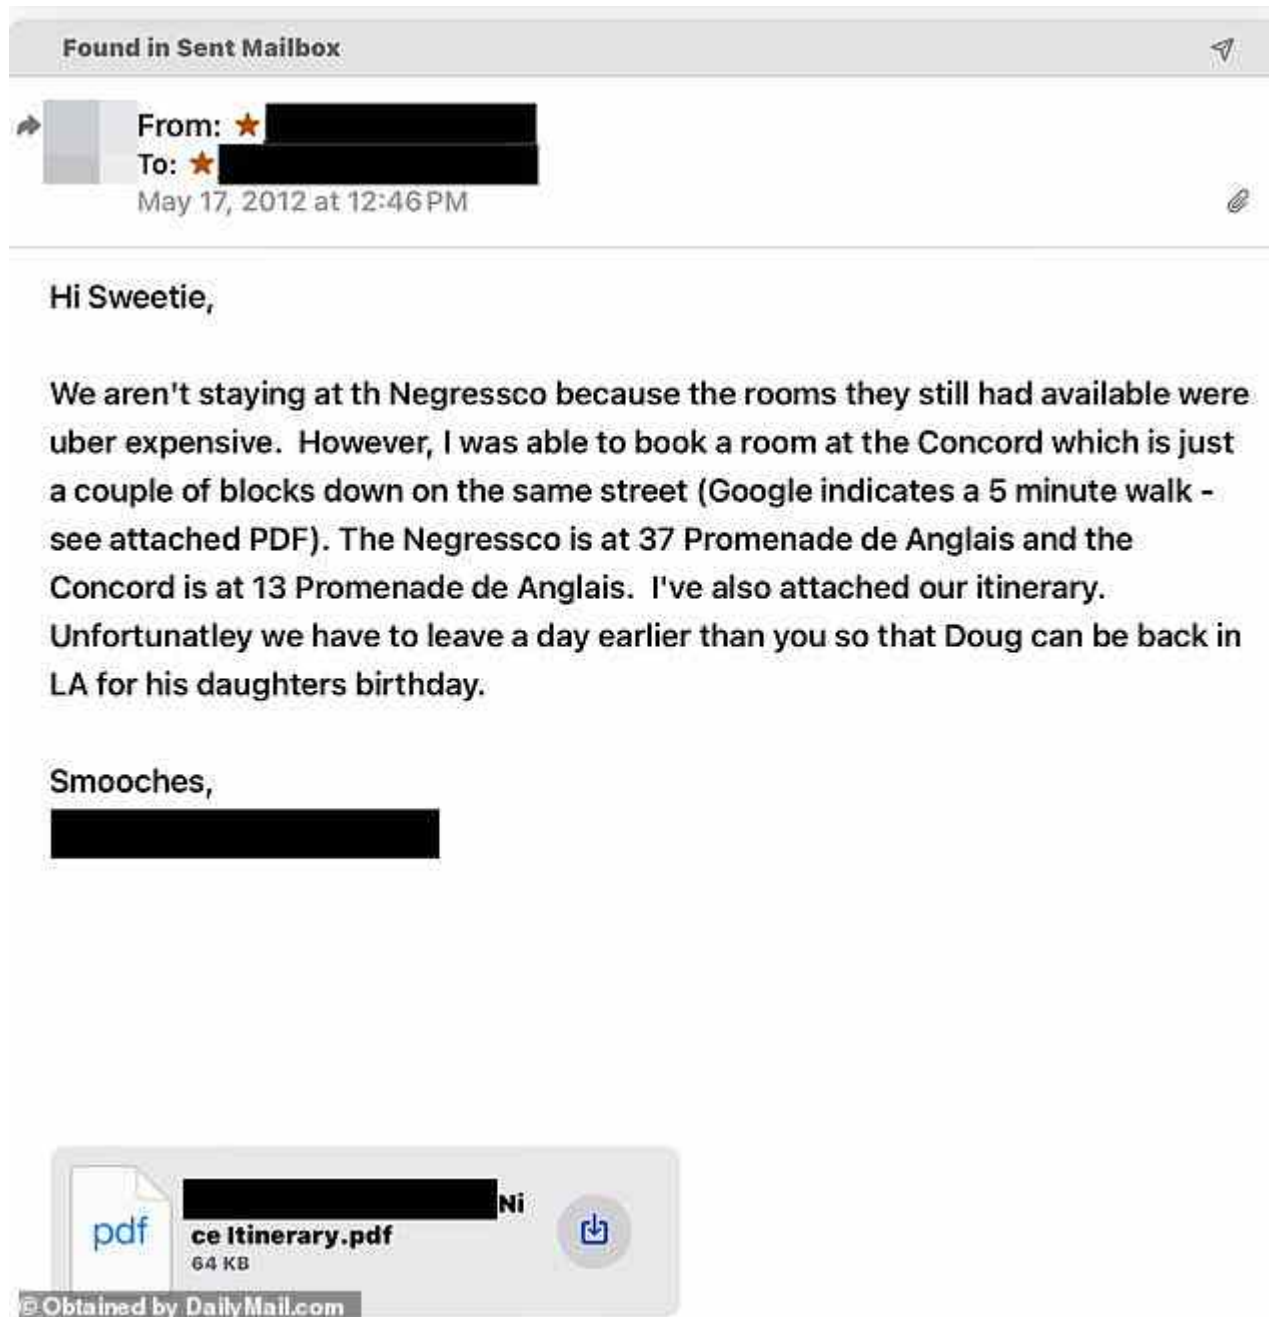 Found in Sent Mailbox
From:
To:
May 17, 2012 at 12:46 PM
Hi Sweetie,
We aren't staying at th Negressco because the rooms they still had available were
uber expensive.  However, I was able to book a room at the Concord which is just
a couple of blocks down on the same street (Google indicates a 5 minute walk -
see attached PDF). The Negressco is at 37 Promenade de Anglais and the
Concord is at 13 Promenade de Anglais.  I've also attached our itinerary.
Unfortunatley we have to leave a day earlier than you so that Doug can be back in
LA for his daughters birthday.
Smooches,
pdf
Ni
ce Itinerary.pdf
64 KB
© Obtained by DailyMail.com